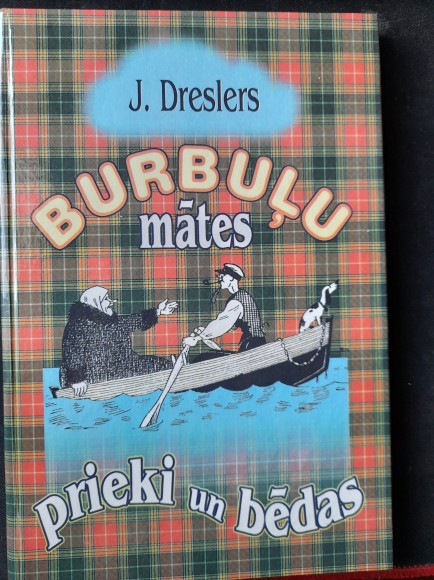 J. Dreslers
BURBUĻU
mātes
prieki un bēdas